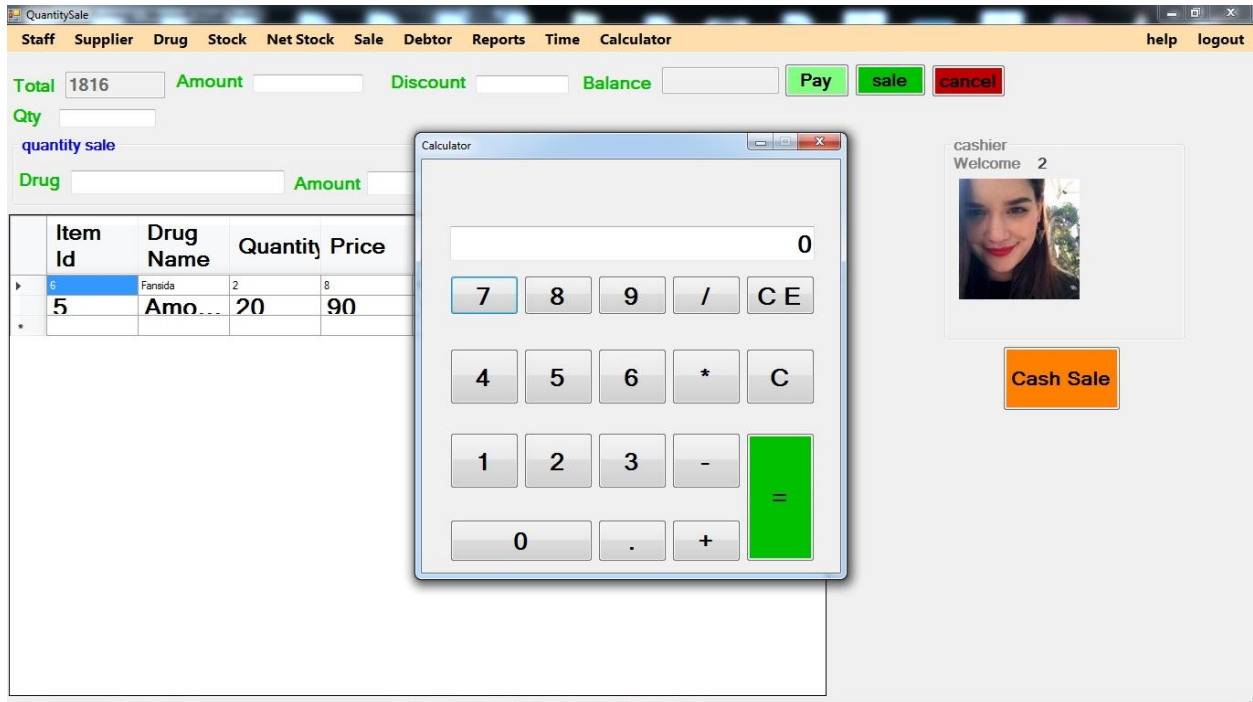 QuantitySale
Staff Supplier Drug Stock Net Stock Sale Debtor Reports Time Calculator help logout
Total 1816 Amount Discount Balance Pay sale cancel
Qty
quantity sale
Drug Amount
Item Id Drug Name Quantity Price
6 Fansida 2 8
5 Amo... 20 90
Calculator
0
7 8 9 / C E
4 5 6 * C
1 2 3 -
=
0 . +
cashier
Welcome 2
Cash Sale